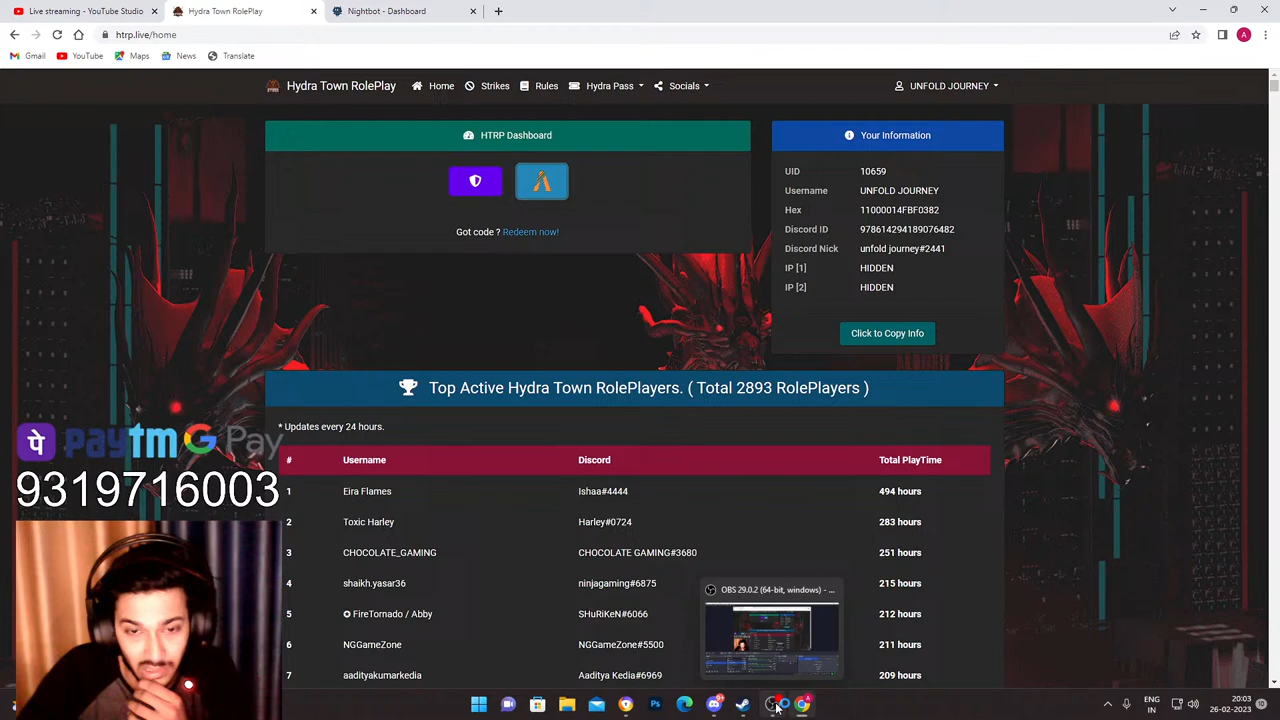 Live streaming - YouTube Studio
Hydra Town RolePlay
Nightbot - Dashboard
htrp.live/home
Gmail
YouTube
Maps
News
Translate
Hydra Town RolePlay
Home
Strikes
Rules
Hydra Pass
Socials
UNFOLD JOURNEY
HTRP Dashboard
Got code ? Redeem now!
Your Information
UID 10659
Username UNFOLD JOURNEY
Hex 11000014FBF0382
Discord ID 978614294189076482
Discord Nick unfold journey#2441
IP [1] HIDDEN
IP [2] HIDDEN
Click to Copy Info
Top Active Hydra Town RolePlayers. ( Total 2893 RolePlayers )
* Updates every 24 hours.
# Username Discord Total PlayTime
1 Eira Flames Ishaa#4444 494 hours
2 Toxic Harley Harley#0724 283 hours
3 CHOCOLATE_GAMING CHOCOLATE GAMING#3680 251 hours
4 shaikh.yasar36 ninjagaming#6875 215 hours
5 ✪ FireTornado / Abby SHuRiKeN#6066 212 hours
6 NGGameZone NGGameZone#5500 211 hours
7 aadityakumarkedia Aaditya Kedia#6969 209 hours
पे paytm G Pay
9319716003
OBS 29.0.2 (64-bit, windows) - ...
ENG
IN
20:03
26-02-2023